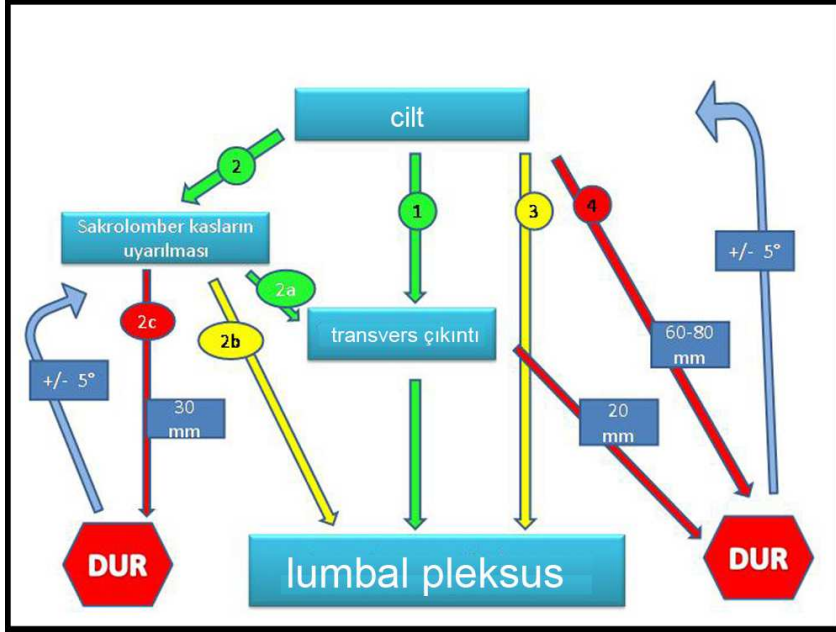 cilt
2
1
3
4
Sakrolomber kasların
uyarılması
+/- 5°
2a
2c
2b
transvers çıkıntı
60-80
mm
+/- 5°
30
mm
20
mm
DUR
lumbal pleksus
DUR